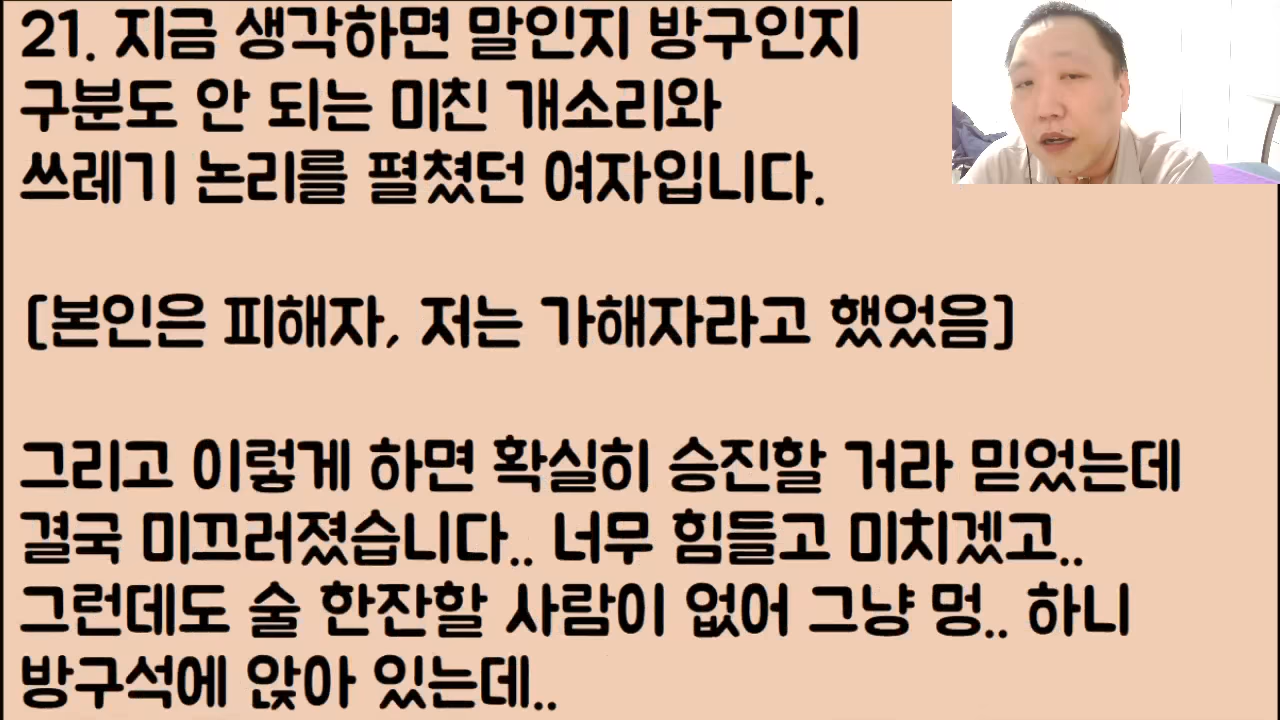 21. 지금 생각하면 말인지 방구인지
구분도 안 되는 미친 개소리와
쓰레기 논리를 펼쳤던 여자입니다.
[본인은 피해자, 저는 가해자라고 했었음]
그리고 이렇게 하면 확실히 승진할 거라 믿었는데
결국 미끄러졌습니다.. 너무 힘들고 미치겠고..
그런데도 술 한잔할 사람이 없어 그냥 멍.. 하니
방구석에 앉아 있는데..